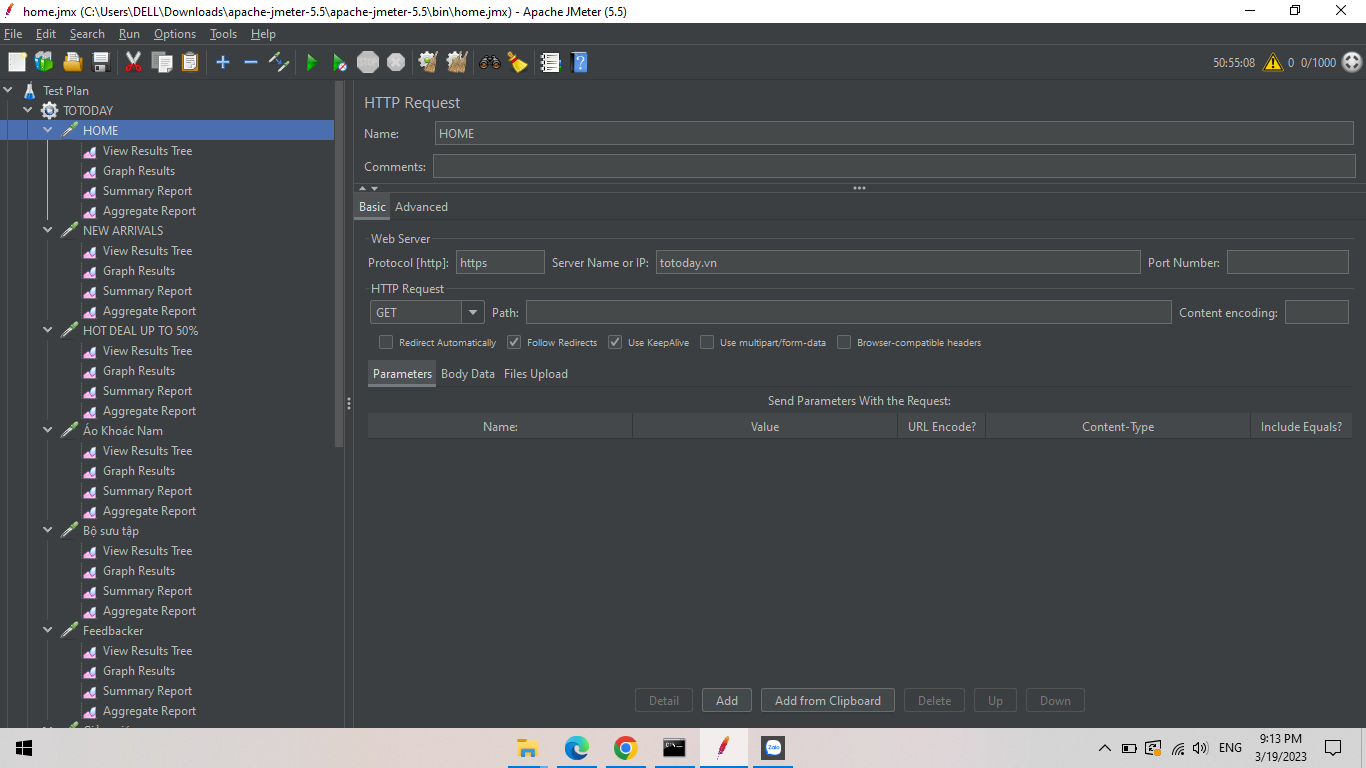 home.jmx (C:\Users\DELL\Downloads\apache-jmeter-5.5\apache-jmeter-5.5\bin\home.jmx) - Apache JMeter (5.5)
File Edit Search Run Options Tools Help
STOP 50:55:08 0 0/1000
Test Plan
TOTODAY
HOME
View Results Tree
Graph Results
Summary Report
Aggregate Report
NEW ARRIVALS
View Results Tree
Graph Results
Summary Report
Aggregate Report
HOT DEAL UP TO 50%
View Results Tree
Graph Results
Summary Report
Aggregate Report
Áo Khoác Nam
View Results Tree
Graph Results
Summary Report
Aggregate Report
Bộ sưu tập
View Results Tree
Graph Results
Summary Report
Aggregate Report
Feedbacker
View Results Tree
Graph Results
Summary Report
Aggregate Report
HTTP Request
Name: HOME
Comments:
Basic Advanced
Web Server
Protocol [http]: https Server Name or IP: totoday.vn Port Number:
HTTP Request
GET Path: Content encoding:
Redirect Automatically Follow Redirects Use KeepAlive Use multipart/form-data Browser-compatible headers
Parameters Body Data Files Upload
Send Parameters With the Request:
Name: Value URL Encode? Content-Type Include Equals?
Detail Add Add from Clipboard Delete Up Down
Zalo ENG 9:13 PM
3/19/2023